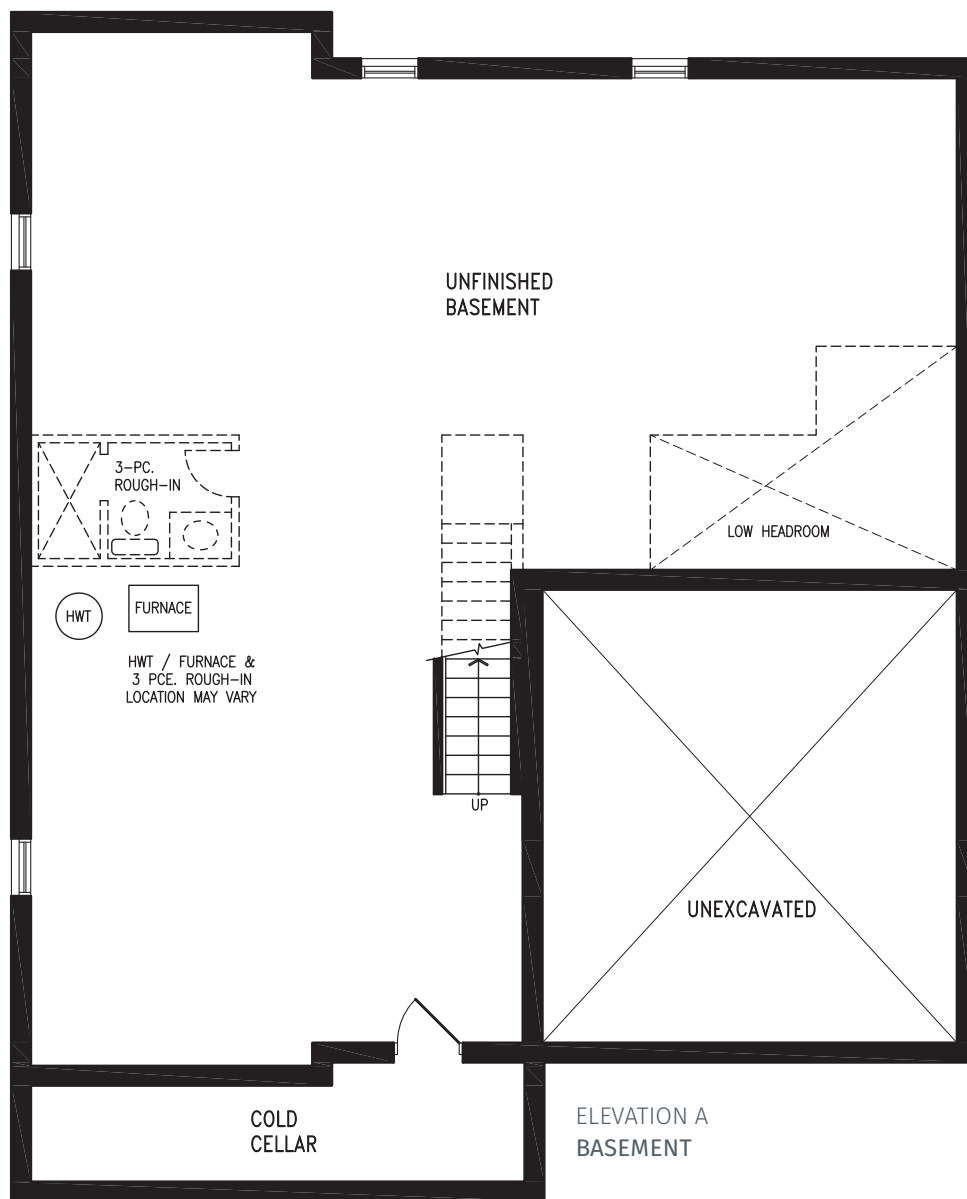 UNFINISHED
BASEMENT
3-PC.
ROUGH-IN
LOW HEADROOM
HWT
FURNACE
HWT / FURNACE &
3 PCE. ROUGH-IN
LOCATION MAY VARY
UP
UNEXCAVATED
COLD
CELLAR
ELEVATION A
BASEMENT